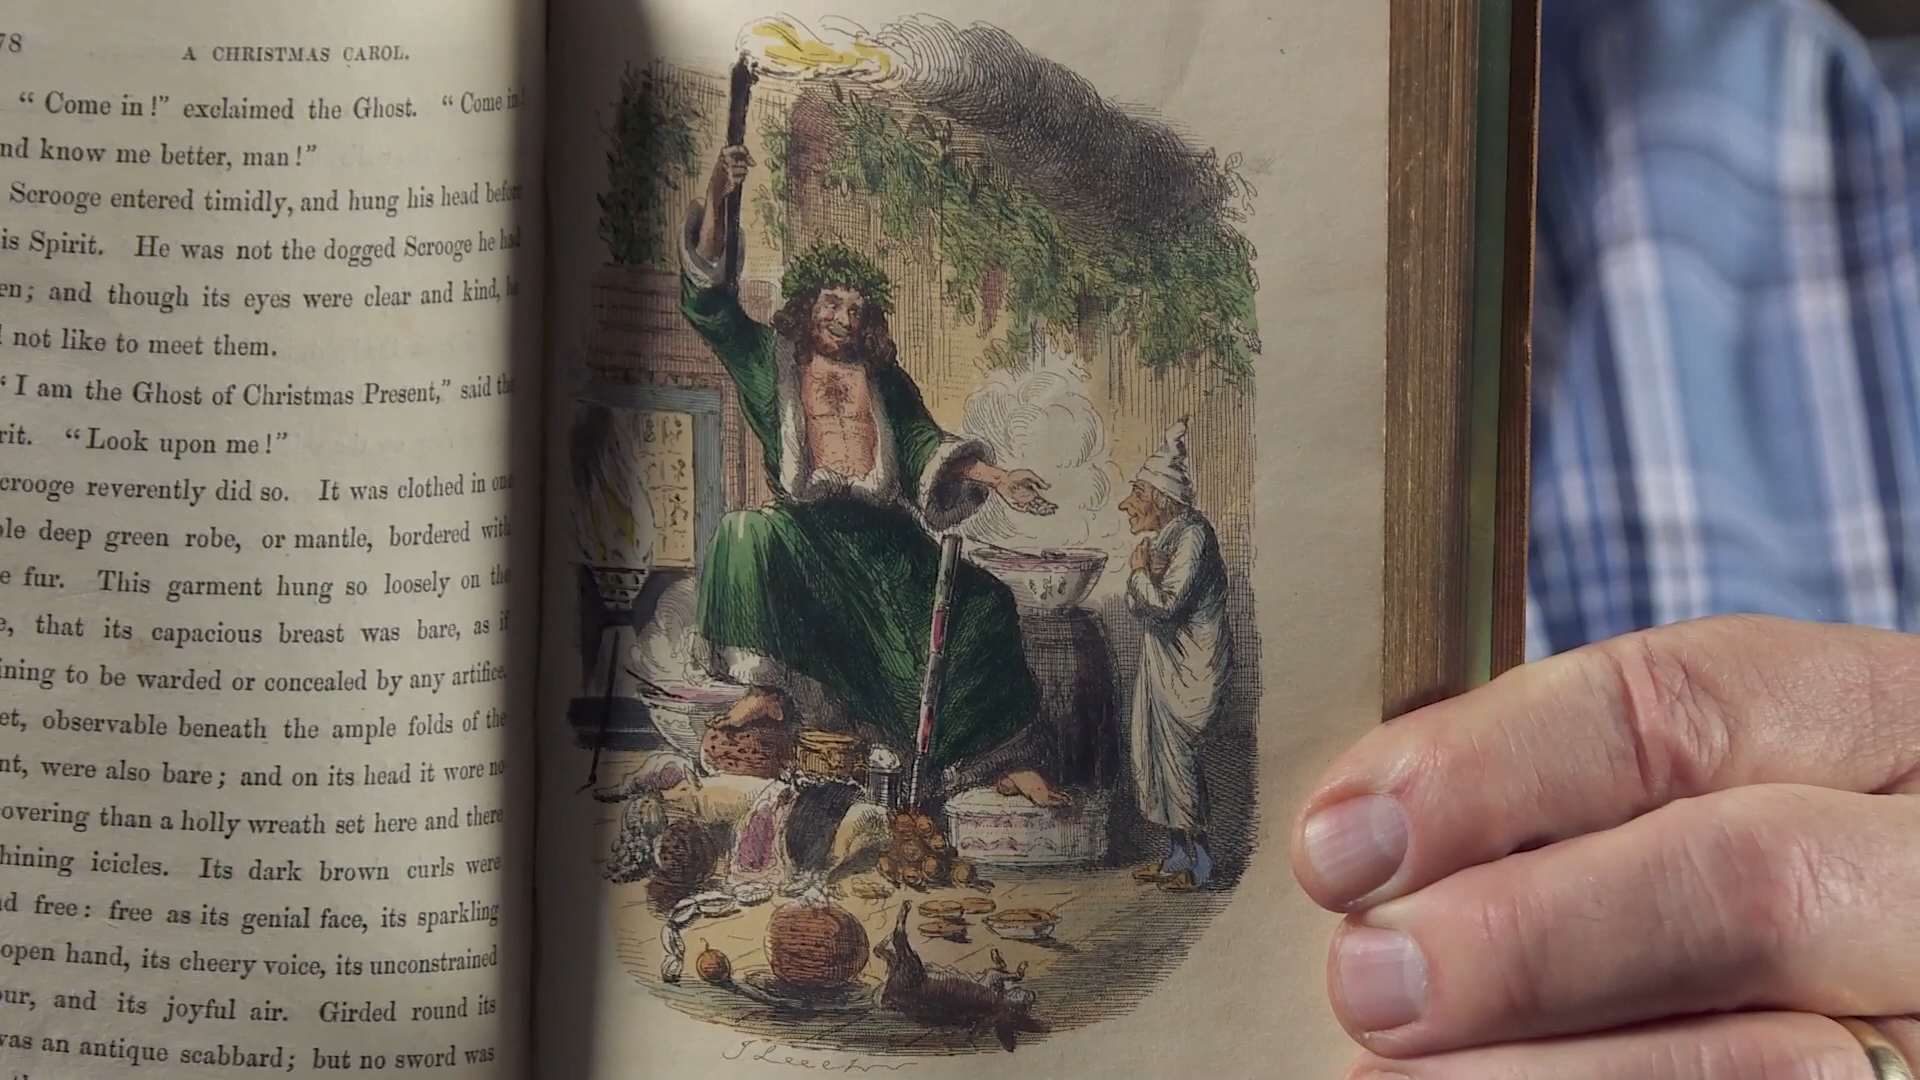 78
A CHRISTMAS CAROL.
“Come in!” exclaimed the Ghost. “Come in!
nd know me better, man!”
Scrooge entered timidly, and hung his head before
is Spirit. He was not the dogged Scrooge he had
en; and though its eyes were clear and kind, he
not like to meet them.
“I am the Ghost of Christmas Present,” said the
rit. “Look upon me!”
crooge reverently did so. It was clothed in one
ple deep green robe, or mantle, bordered with
e fur. This garment hung so loosely on the
e, that its capacious breast was bare, as if
ining to be warded or concealed by any artifice.
et, observable beneath the ample folds of the
nt, were also bare; and on its head it wore no
overing than a holly wreath set here and there
hining icicles. Its dark brown curls were
nd free: free as its genial face, its sparkling
open hand, its cheery voice, its unconstrained
our, and its joyful air. Girded round its
was an antique scabbard; but no sword was
J Leech